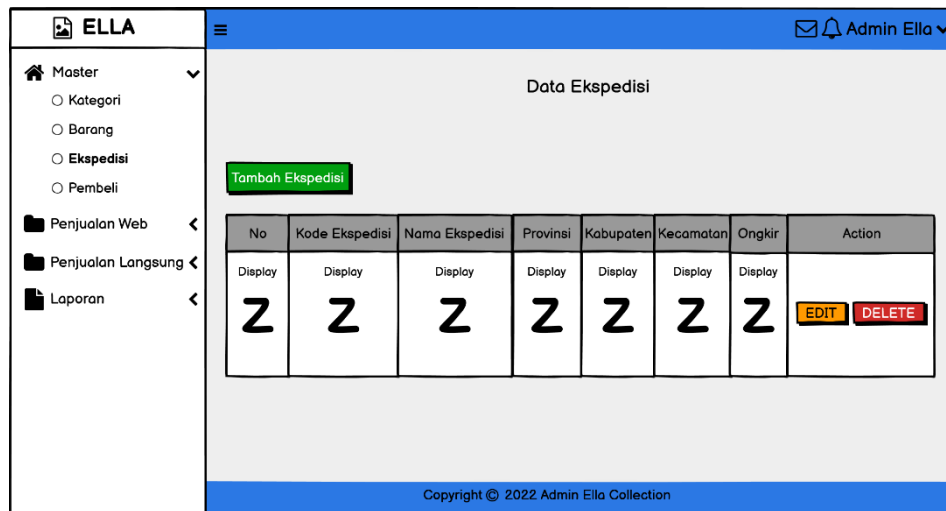 ELLA
Admin Ella
Master
Kategori
Barang
Ekspedisi
Pembeli
Penjualan Web
Penjualan Langsung
Laporan
Data Ekspedisi
Tambah Ekspedisi
No Kode Ekspedisi Nama Ekspedisi Provinsi Kabupaten Kecamatan Ongkir Action
Display Display Display Display Display Display Display
Z Z Z Z Z Z Z EDIT DELETE
Copyright © 2022 Admin Ella Collection